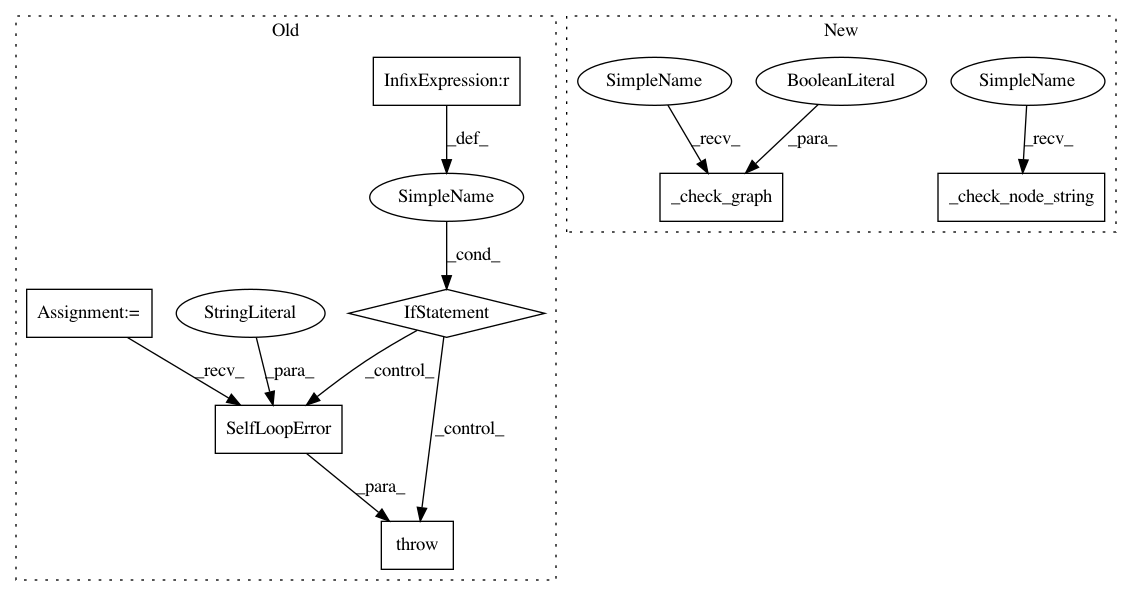 Old
New
InfixExpression:r
SimpleName
BooleanLiteral
SimpleName
_def_
_recv_
_para_
_recv_
SimpleName
_check_graph
_check_node_string
_cond_
Assignment:=
StringLiteral
IfStatement
_recv_
_para_
_control_
SelfLoopError
_control_
_para_
throw